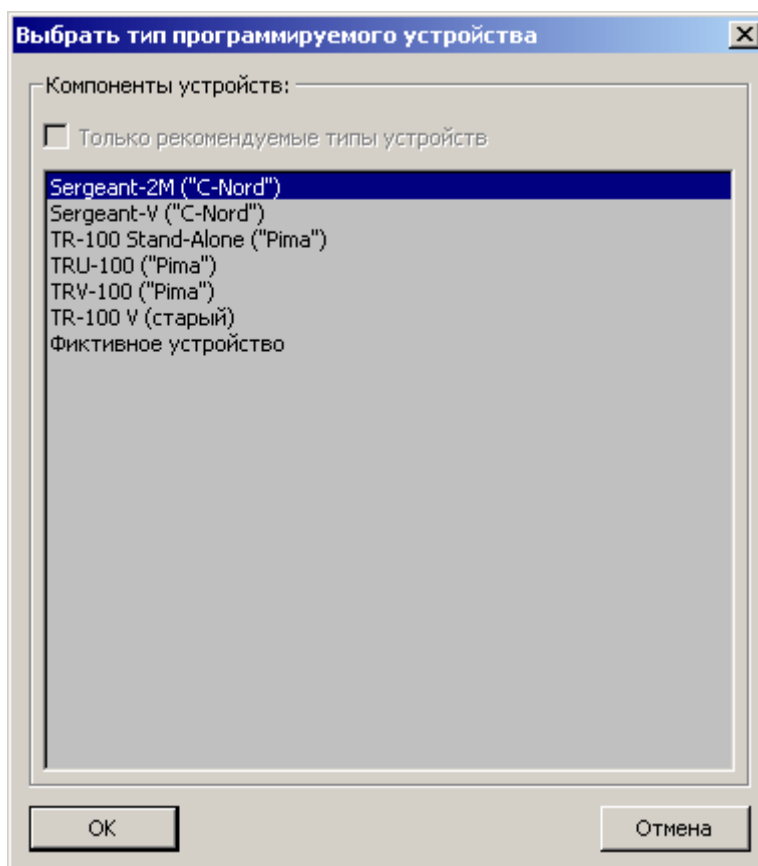 Выбрать тип программируемого устройства
Компоненты устройств:
Только рекомендуемые типы устройств
Sergeant-2M ("C-Nord")
Sergeant-V ("C-Nord")
TR-100 Stand-Alone ("Pima")
TRU-100 ("Pima")
TRV-100 ("Pima")
TR-100 V (старый)
Фиктивное устройство
OK
Отмена